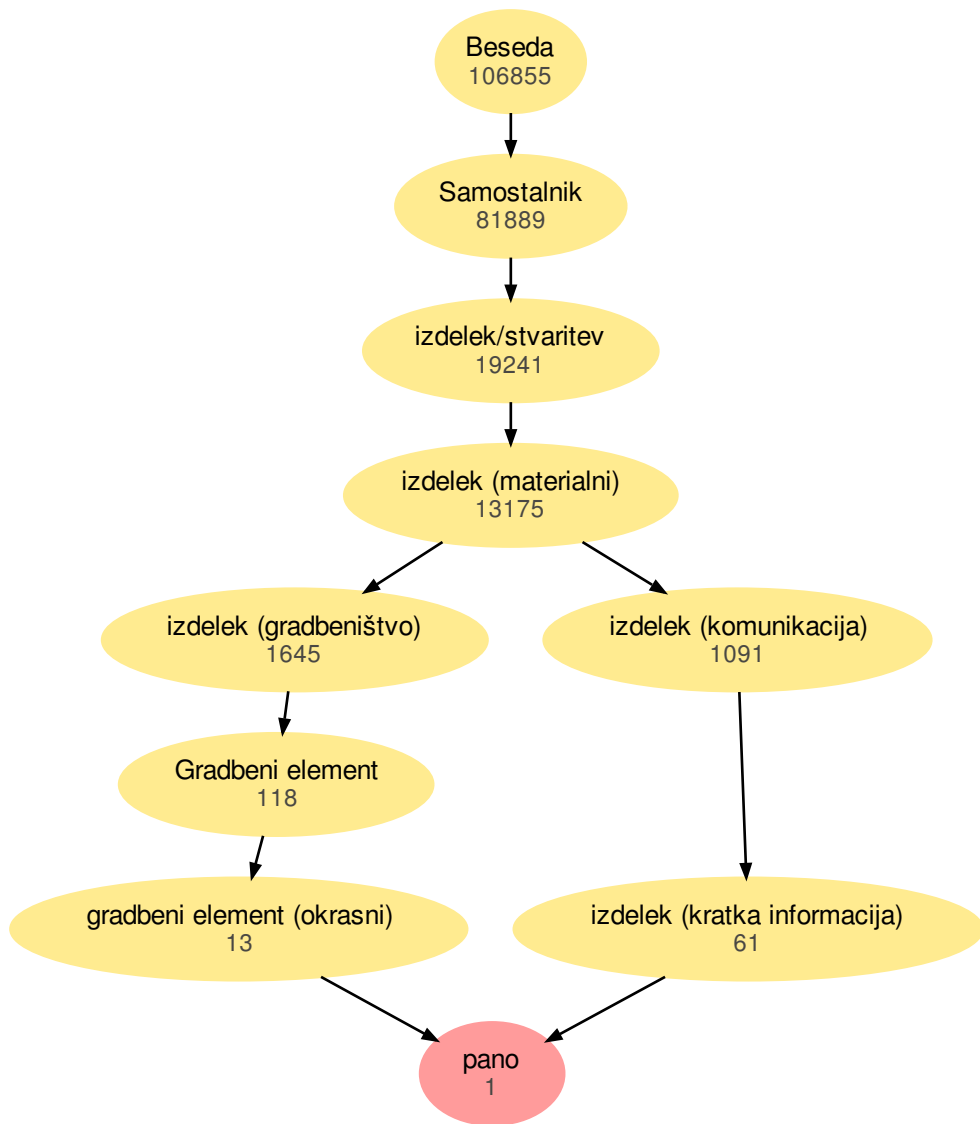 Beseda
106855
Samostalnik
81889
izdelek/stvaritev
19241
izdelek (materialni)
13175
izdelek (gradbeništvo)
1645
izdelek (komunikacija)
1091
Gradbeni element
118
gradbeni element (okrasni)
13
izdelek (kratka informacija)
61
pano
1